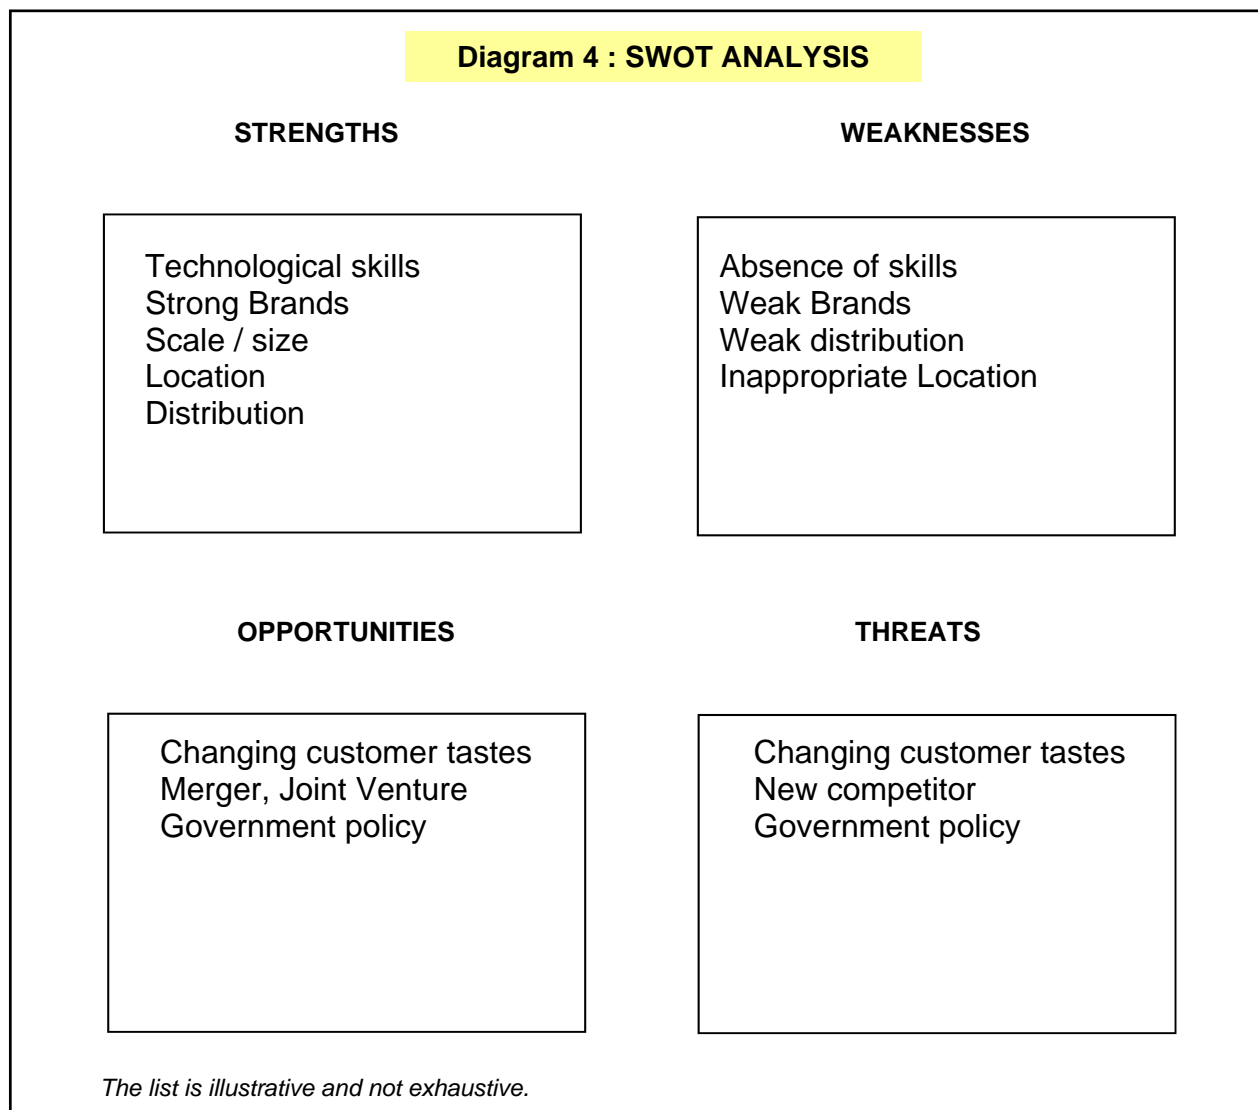 Diagram 4 : SWOT ANALYSIS
STRENGTHS
Technological skills
Strong Brands
Scale / size
Location
Distribution
WEAKNESSES
Absence of skills
Weak Brands
Weak distribution
Inappropriate Location
OPPORTUNITIES
Changing customer tastes
Merger, Joint Venture
Government policy
THREATS
Changing customer tastes
New competitor
Government policy
The list is illustrative and not exhaustive.